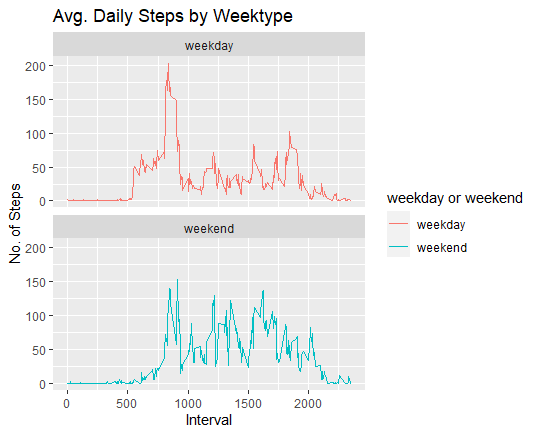 Avg. Daily Steps by Weektype
weekday
200
150
100
50
0
weekend
200
150
100
50
0
0 500 1000 1500 2000
Interval
No. of Steps
weekday or weekend
weekday
weekend